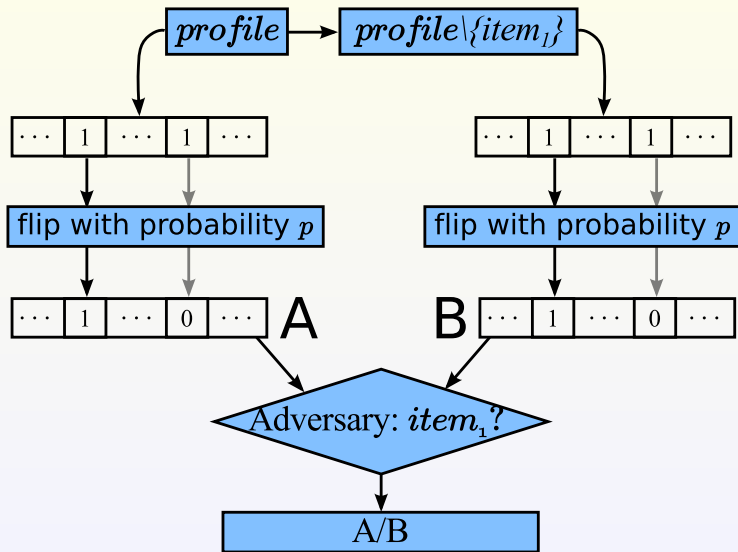 profile
profile\{item₁}
··· 1 ··· 1 ···
··· 1 ··· 1 ···
flip with probability p
flip with probability p
··· 1 ··· 0 ···
A
B
··· 1 ··· 0 ···
Adversary: item₁?
A/B